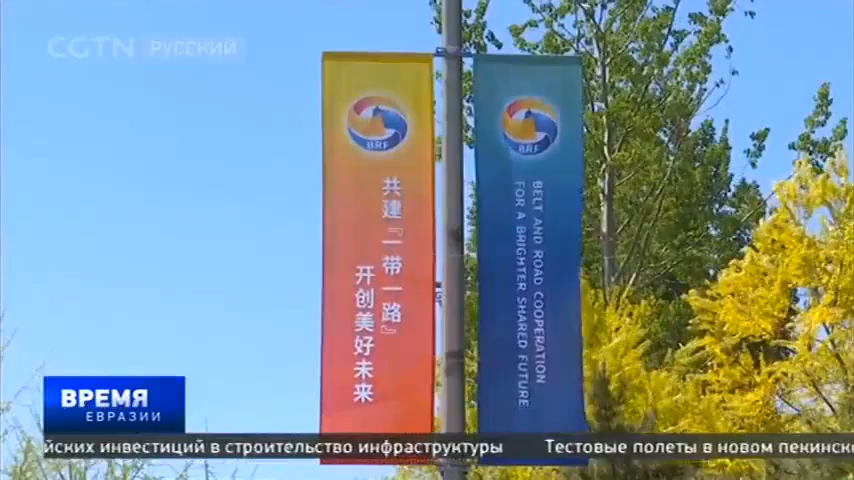 CGTN РУССКИЙ
BRF
共建『一带一路』
开创美好未来
BRF
BELT AND ROAD COOPERATION
FOR A BRIGHTER SHARED FUTURE
ВРЕМЯ
ЕВРАЗИИ
йских инвестиций в строительство инфраструктуры Тестовые полеты в новом пекинско